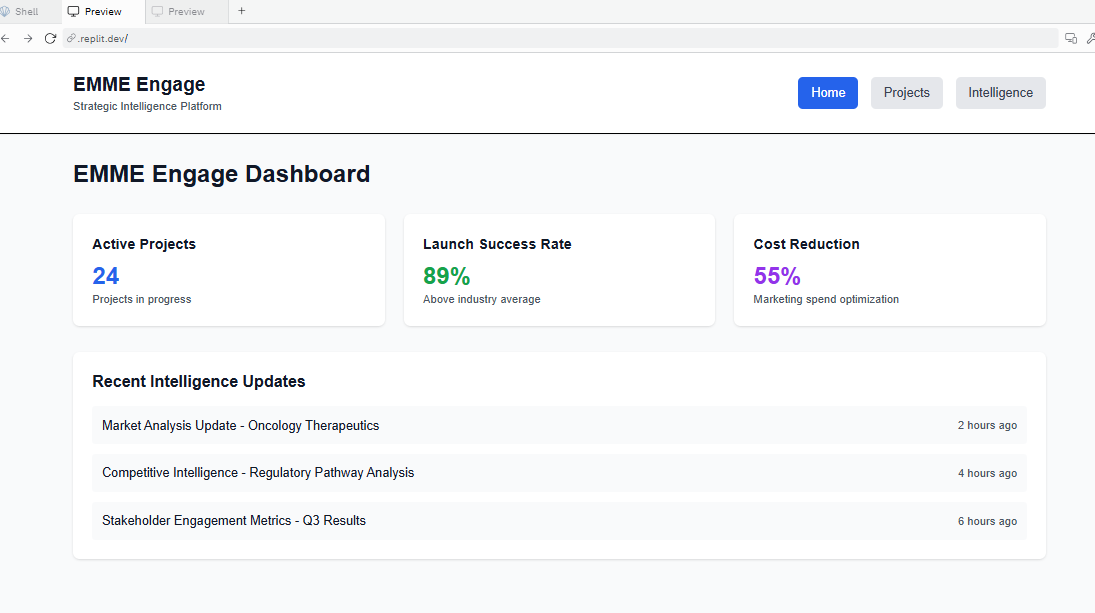 Shell
Preview
Preview
+
.replit.dev/
EMME Engage
Strategic Intelligence Platform
Home
Projects
Intelligence
EMME Engage Dashboard
Active Projects
24
Projects in progress
Launch Success Rate
89%
Above industry average
Cost Reduction
55%
Marketing spend optimization
Recent Intelligence Updates
Market Analysis Update - Oncology Therapeutics
2 hours ago
Competitive Intelligence - Regulatory Pathway Analysis
4 hours ago
Stakeholder Engagement Metrics - Q3 Results
6 hours ago